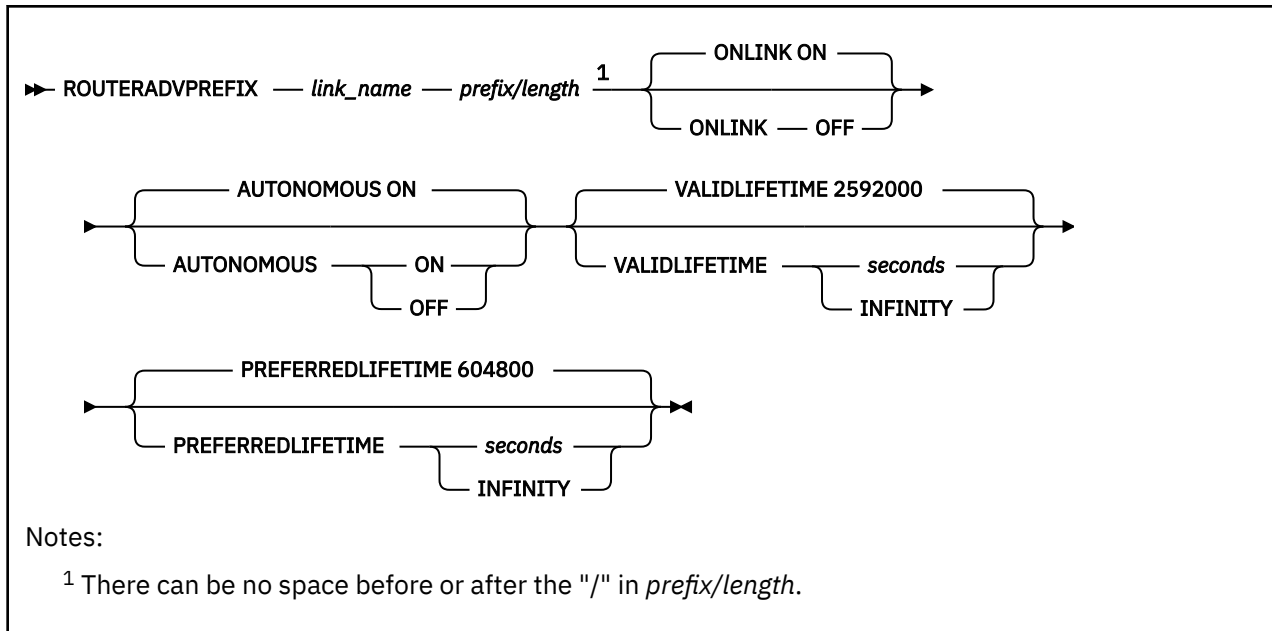 ONLINK ON
ROUTERADVPREFIX link_name prefix/length 1
ONLINK OFF
AUTONOMOUS ON VALIDLIFETIME 2592000
AUTONOMOUS ON VALIDLIFETIME seconds
OFF INFINITY
PREFERREDLIFETIME 604800
PREFERREDLIFETIME seconds
INFINITY
Notes:
1 There can be no space before or after the "/" in prefix/length.